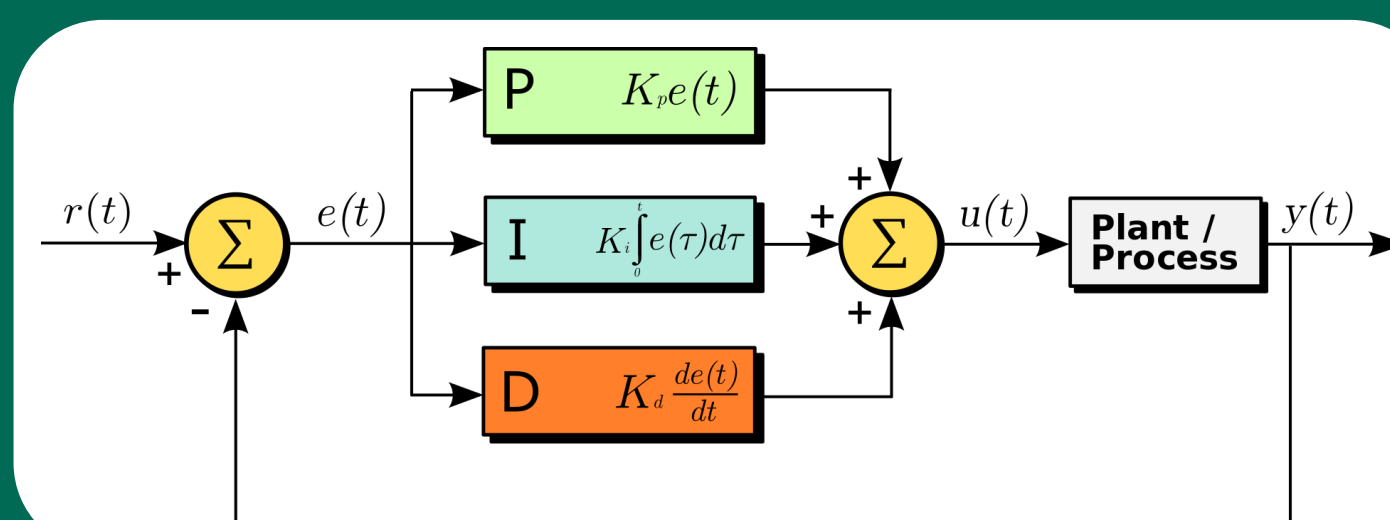 P K_p e(t)
r(t)
+
-
Σ
e(t)
I K_i ∫_0^t e(τ)dτ
D K_d de(t)/dt
+
+
+
Σ
u(t)
Plant /
Process
y(t)